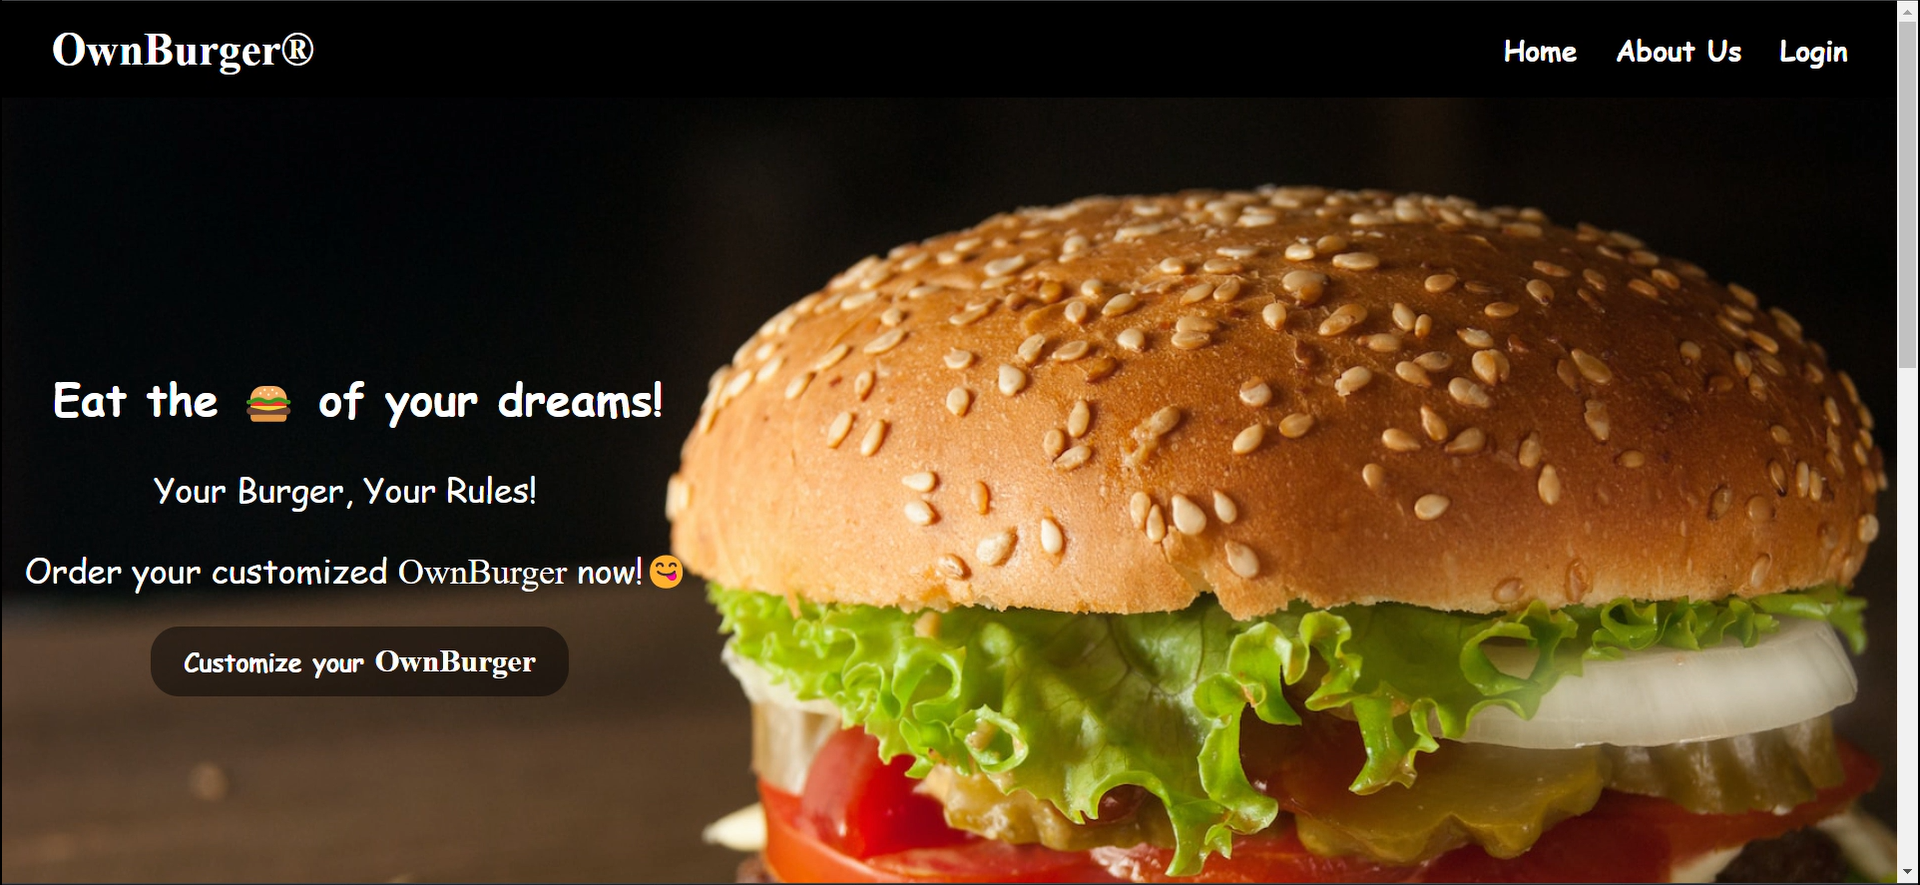 OwnBurger®
Home About Us Login
Eat the 🍔 of your dreams!
Your Burger, Your Rules!
Order your customized OwnBurger now!😋
Customize your OwnBurger